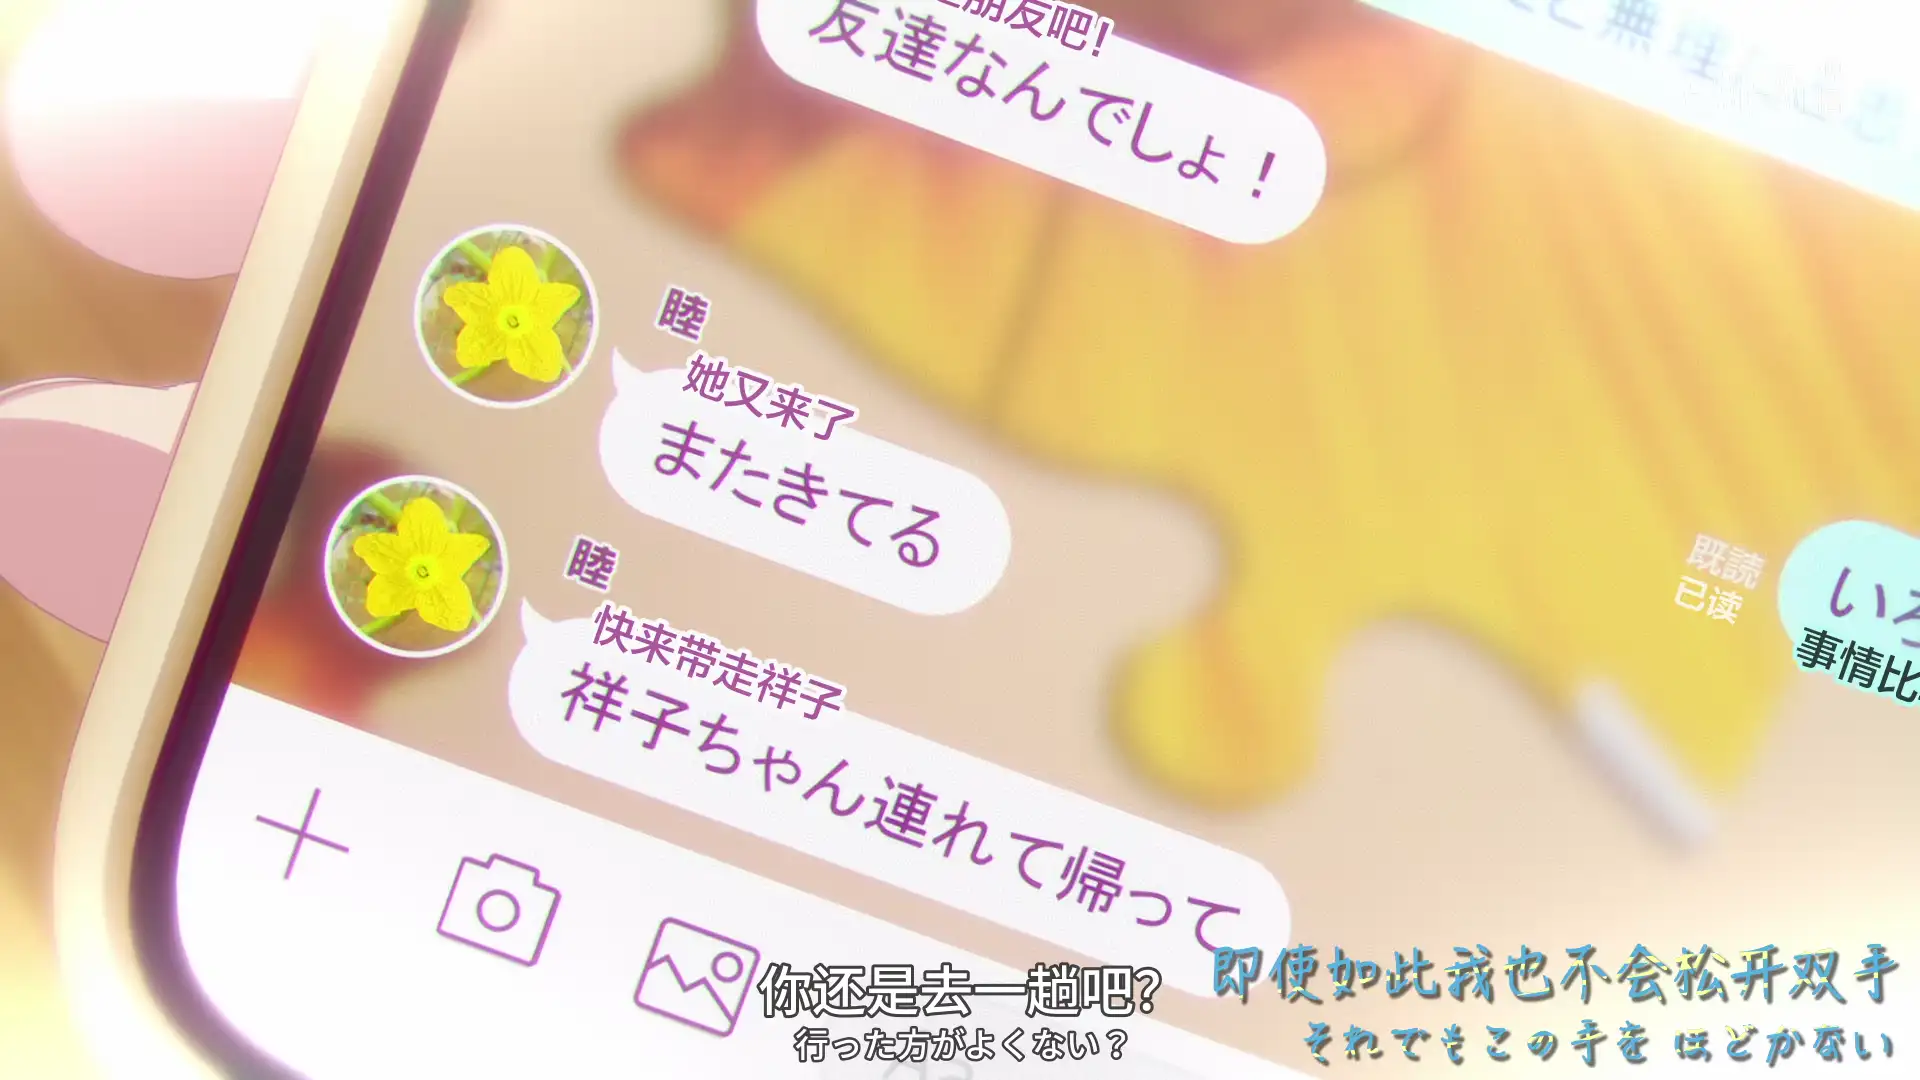 朋友吧！
友達なんでしょ！
睦
她又来了
またきてる
既読
已读
いろ
事情比
睦
快来带走祥子
祥子ちゃん連れて帰って
你还是去一趟吧？
行った方がよくない？
即使如此我也不会松开双手
それでもこの手を ほどかない